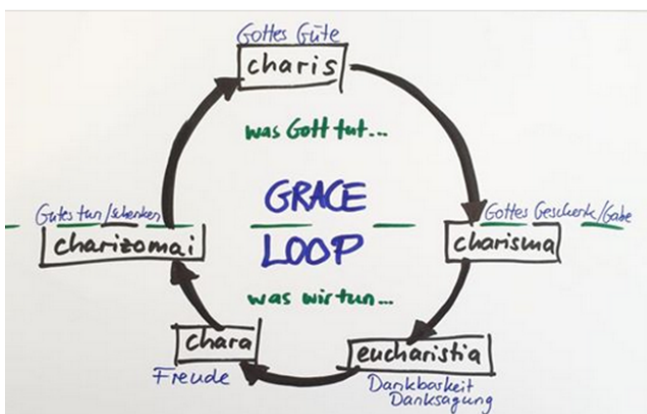 Gottes Güte
charis
was Gott tut...
GRACE
Gutes tun/schenken
Gottes Geschenk/Gabe
charizomai
LOOP
charisma
was wir tun...
chara
eucharistia
Freude
Dankbarkeit
Danksagung